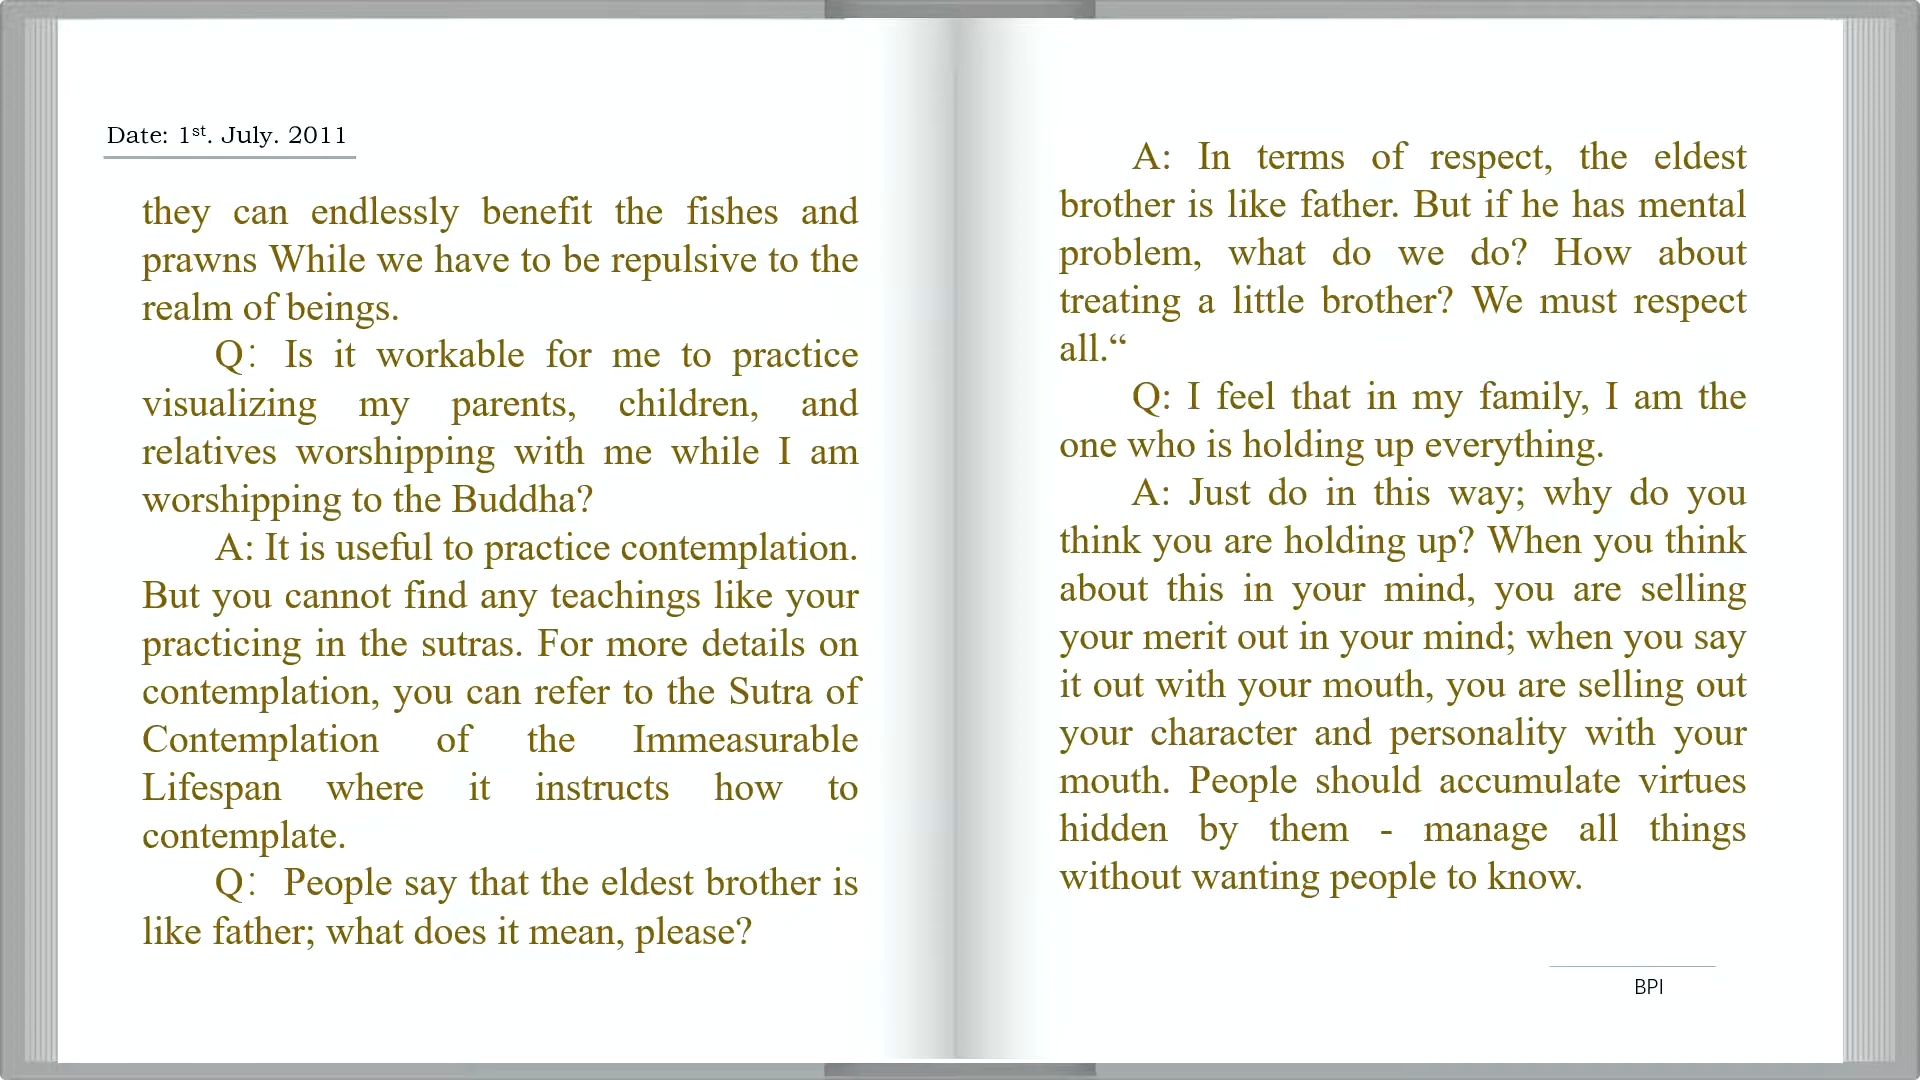 Date: 1st. July. 2011
they can endlessly benefit the fishes and
prawns While we have to be repulsive to the
realm of beings.
Q： Is it workable for me to practice
visualizing my parents, children, and
relatives worshipping with me while I am
worshipping to the Buddha?
A: It is useful to practice contemplation.
But you cannot find any teachings like your
practicing in the sutras. For more details on
contemplation, you can refer to the Sutra of
Contemplation of the Immeasurable
Lifespan where it instructs how to
contemplate.
Q： People say that the eldest brother is
like father; what does it mean, please?
A: In terms of respect, the eldest
brother is like father. But if he has mental
problem, what do we do? How about
treating a little brother? We must respect
all.“
Q: I feel that in my family, I am the
one who is holding up everything.
A: Just do in this way; why do you
think you are holding up? When you think
about this in your mind, you are selling
your merit out in your mind; when you say
it out with your mouth, you are selling out
your character and personality with your
mouth. People should accumulate virtues
hidden by them - manage all things
without wanting people to know.
BPI